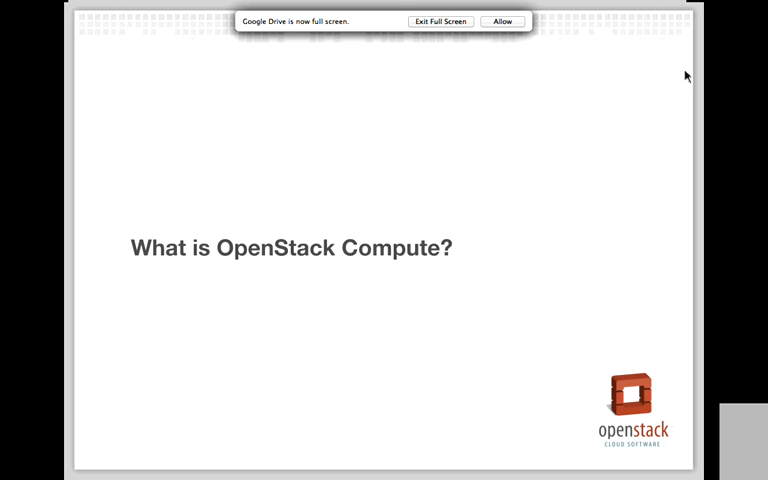 Google Drive is now full screen.
Exit Full Screen
Allow
What is OpenStack Compute?
openstack
CLOUD SOFTWARE